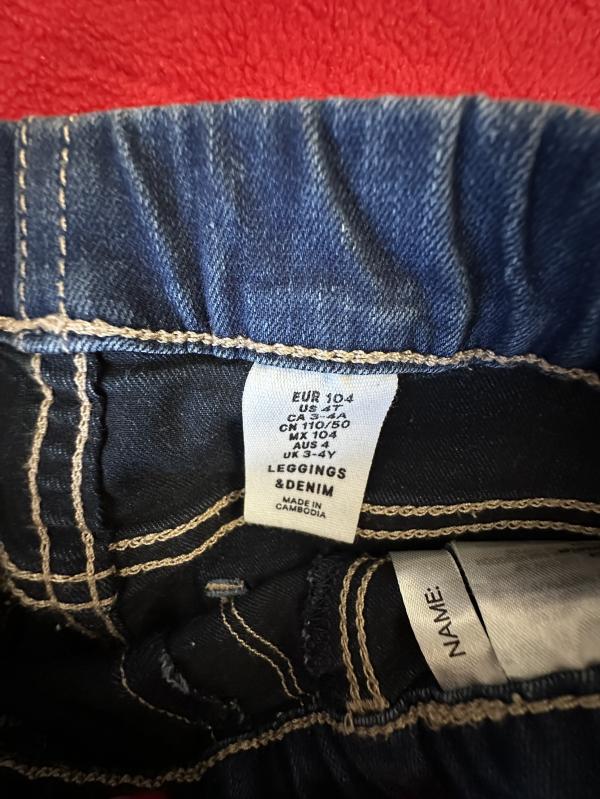 EUR 104
US 4T
CA 3-4A
CN 110/50
MX 104
AUS 4
UK 3-4Y
LEGGINGS
&DENIM
MADE IN
CAMBODIA
NAME: